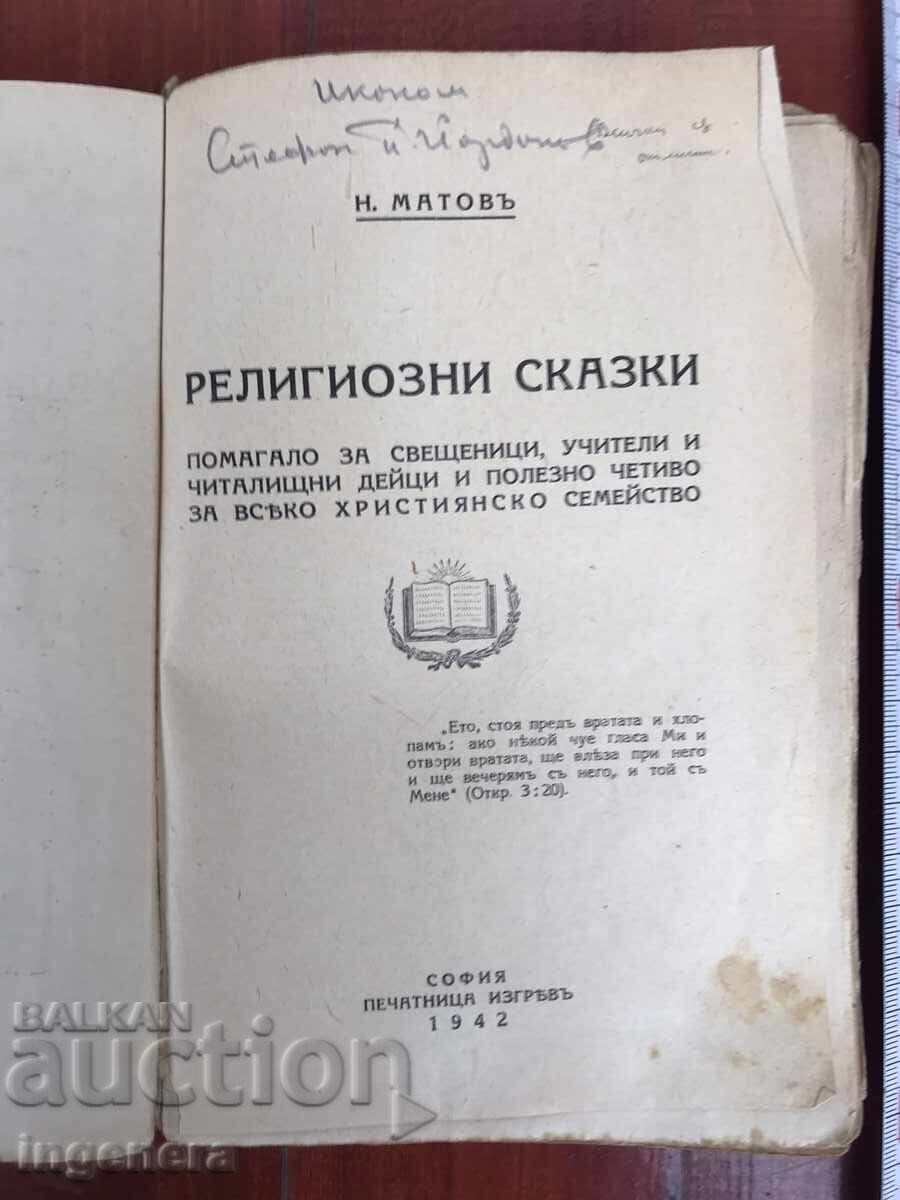 Иконом
Стефан Й. Йорданов
Н. МАТОВЪ
РЕЛИГИОЗНИ СКАЗКИ
ПОМАГАЛО ЗА СВЕЩЕНИЦИ, УЧИТЕЛИ И
ЧИТАЛИЩНИ ДЕЙЦИ И ПОЛЕЗНО ЧЕТИВО
ЗА ВСѢКО ХРИСТИЯНСКО СЕМЕЙСТВО
„Ето, стоя предъ вратата и хло-
памъ: ако нѣкой чуе гласа Ми и
отвори вратата, ще влѣза при него
и ще вечерямъ съ него, и той съ
Мене“ (Откр. 3:20).
СОФИЯ
ПЕЧАТНИЦА ИЗГРѢВЪ
1942
BALKAN
auction
ingenera